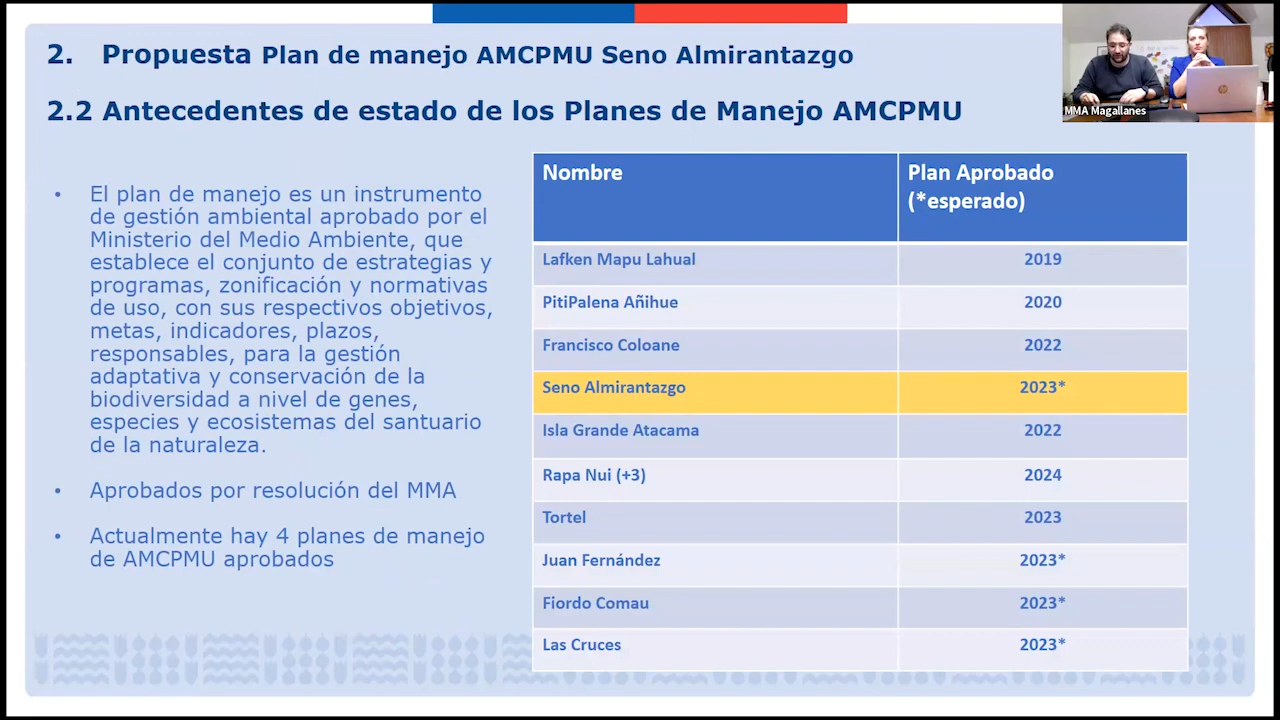 2. Propuesta Plan de manejo AMCPMU Seno Almirantazgo
2.2 Antecedentes de estado de los Planes de Manejo AMCPMU
MMA Magallanes
• El plan de manejo es un instrumento
de gestión ambiental aprobado por el
Ministerio del Medio Ambiente, que
establece el conjunto de estrategias y
programas, zonificación y normativas
de uso, con sus respectivos objetivos,
metas, indicadores, plazos,
responsables, para la gestión
adaptativa y conservación de la
biodiversidad a nivel de genes,
especies y ecosistemas del santuario
de la naturaleza.
• Aprobados por resolución del MMA
• Actualmente hay 4 planes de manejo
de AMCPMU aprobados
Nombre
Plan Aprobado
(*esperado)
Lafken Mapu Lahual 2019
PitiPalena Añihue 2020
Francisco Coloane 2022
Seno Almirantazgo 2023*
Isla Grande Atacama 2022
Rapa Nui (+3) 2024
Tortel 2023
Juan Fernández 2023*
Fiordo Comau 2023*
Las Cruces 2023*